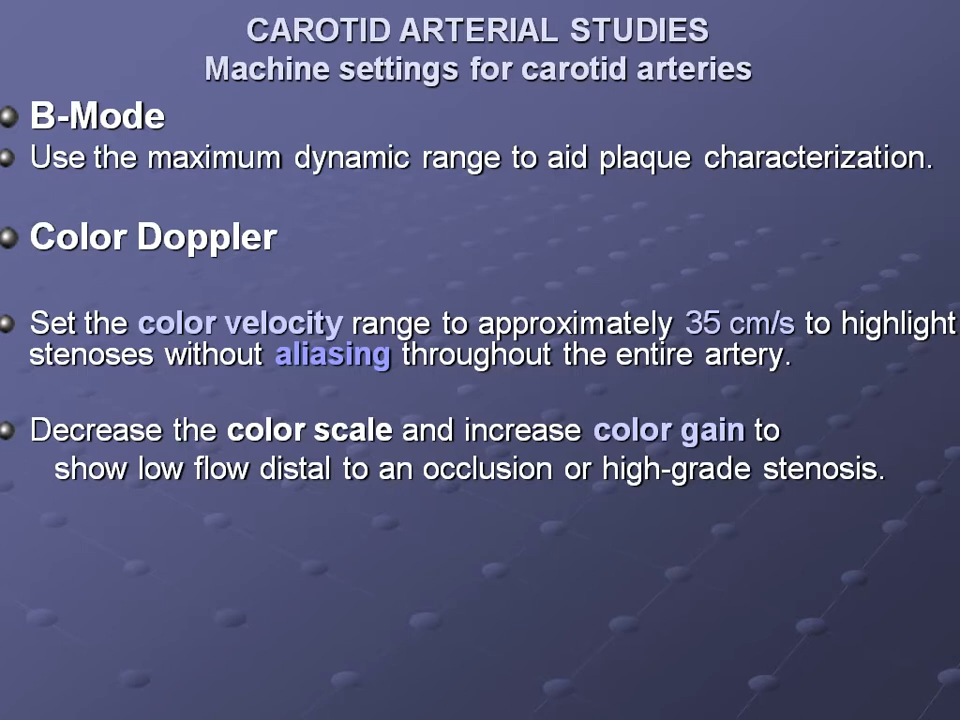 CAROTID ARTERIAL STUDIES
Machine settings for carotid arteries
B-Mode
Use the maximum dynamic range to aid plaque characterization.
Color Doppler
Set the color velocity range to approximately 35 cm/s to highlight
stenoses without aliasing throughout the entire artery.
Decrease the color scale and increase color gain to
show low flow distal to an occlusion or high-grade stenosis.